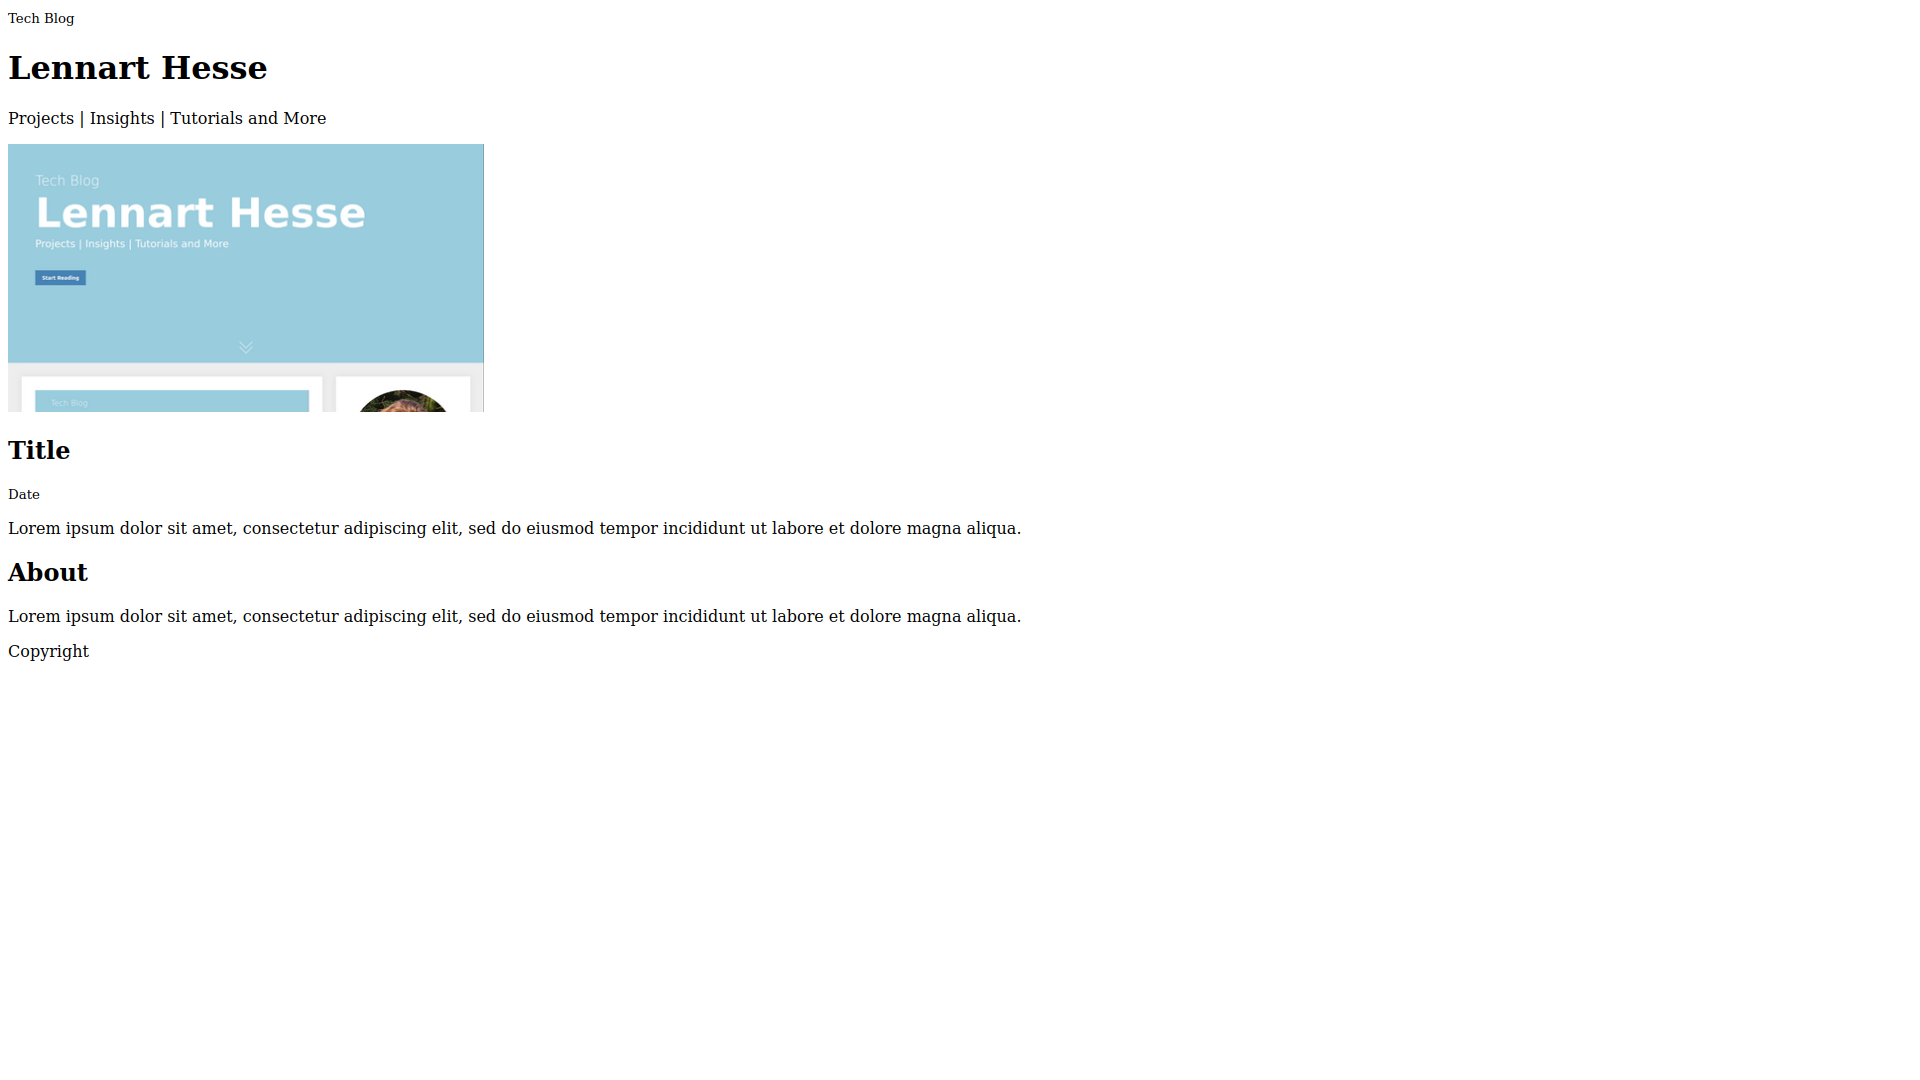 Tech Blog
Lennart Hesse
Projects | Insights | Tutorials and More
Tech Blog
Lennart Hesse
Projects | Insights | Tutorials and More
Start Reading
Tech Blog
Title
Date
Lorem ipsum dolor sit amet, consectetur adipiscing elit, sed do eiusmod tempor incididunt ut labore et dolore magna aliqua.
About
Lorem ipsum dolor sit amet, consectetur adipiscing elit, sed do eiusmod tempor incididunt ut labore et dolore magna aliqua.
Copyright